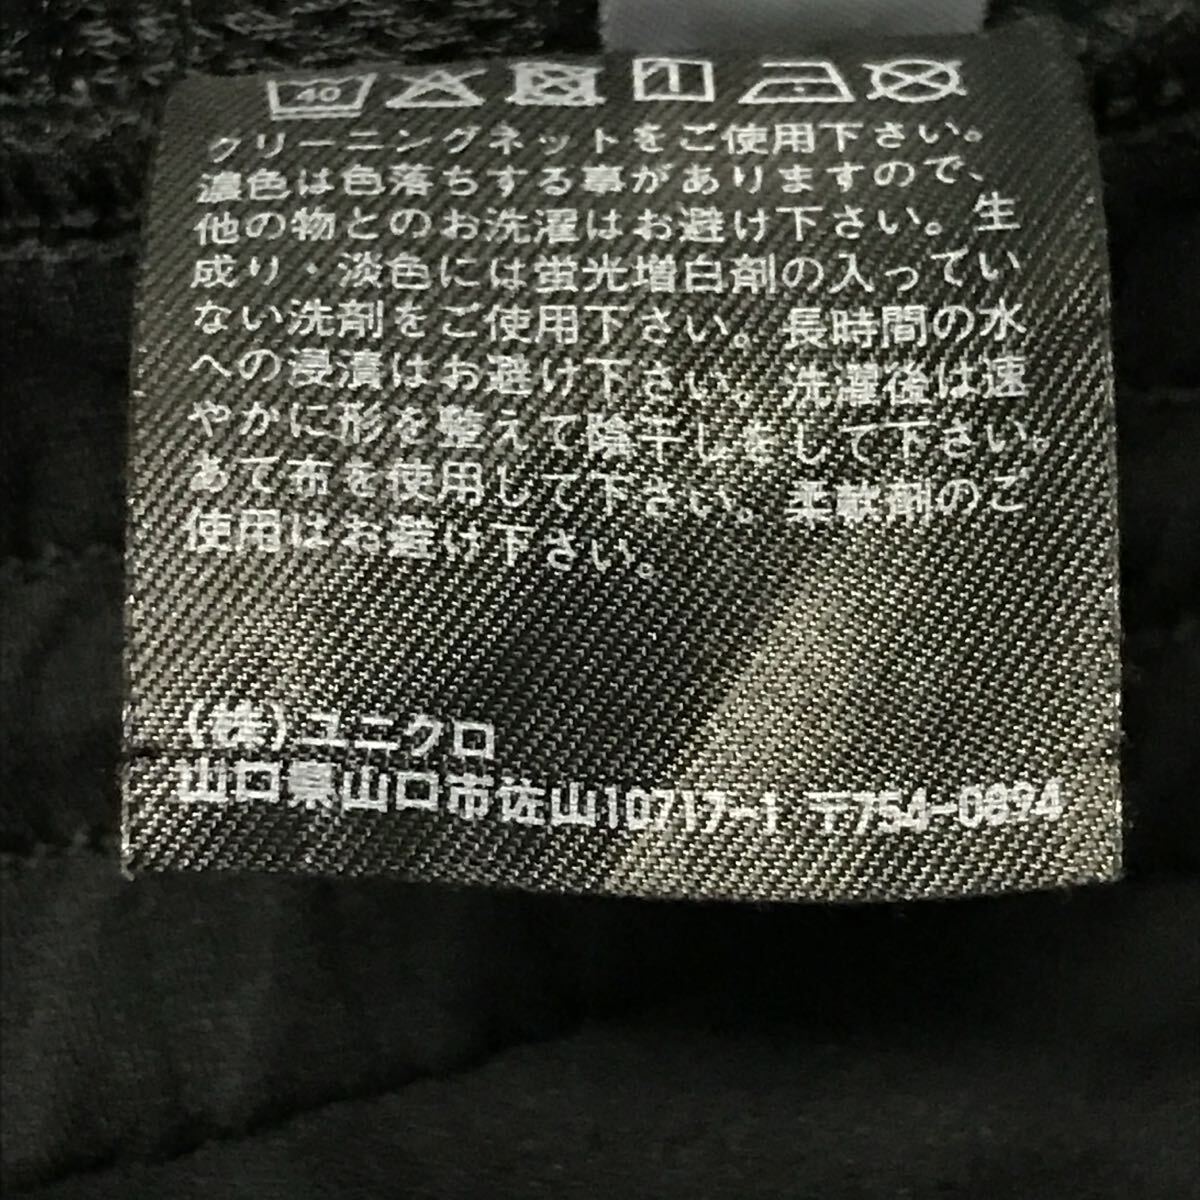 40
クリーニングネットをご使用下さい。
濃色は色落ちする事がありますので、
他の物とのお洗濯はお避け下さい。生
成り・淡色には蛍光増白剤の入ってい
ない洗剤をご使用下さい。長時間の水
への浸漬はお避け下さい。洗濯後は速
やかに形を整えて陰干しをして下さい。
あて布を使用して下さい。柔軟剤のご
使用はお避け下さい。
(株)ユニクロ
山口県山口市佐山10717-1 〒754-0894